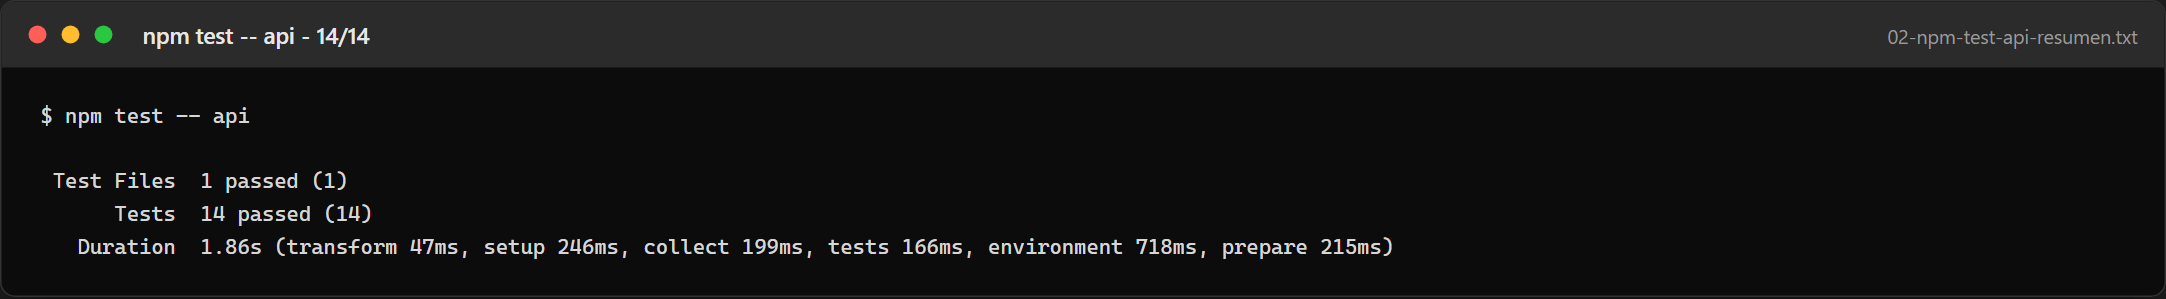 npm test -- api - 14/14
02-npm-test-api-resumen.txt
$ npm test -- api
Test Files 1 passed (1)
Tests 14 passed (14)
Duration 1.86s (transform 47ms, setup 246ms, collect 199ms, tests 166ms, environment 718ms, prepare 215ms)